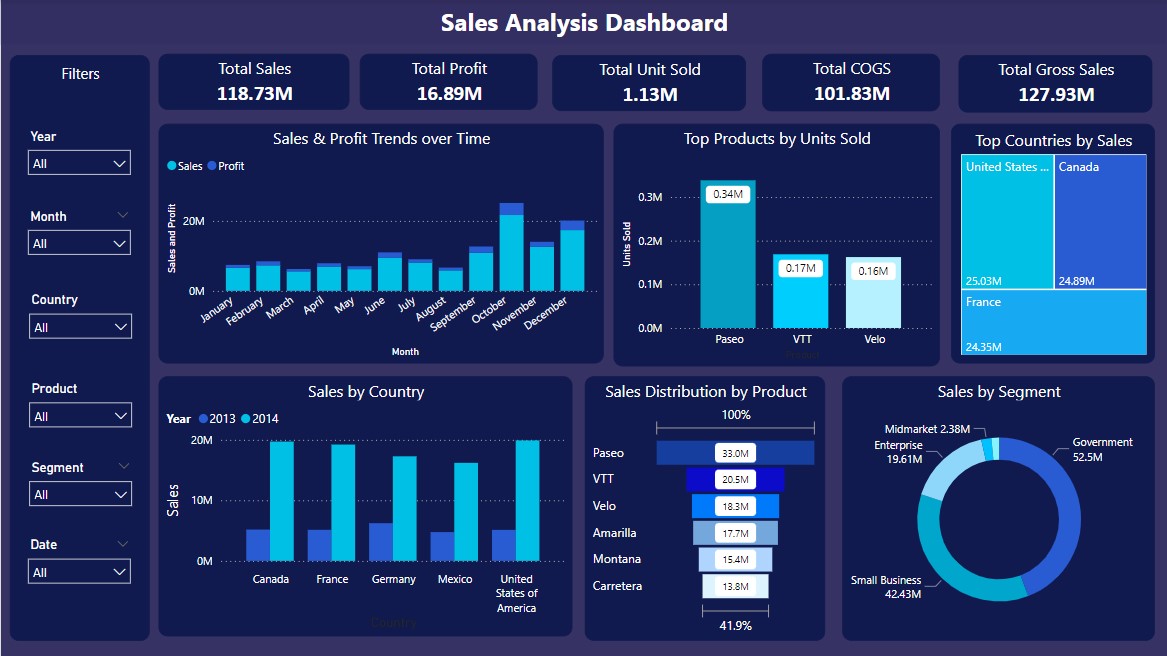 Sales Analysis Dashboard
Filters
Year
All
Month
All
Country
All
Product
All
Segment
All
Date
All
Total Sales
118.73M
Total Profit
16.89M
Total Unit Sold
1.13M
Total COGS
101.83M
Total Gross Sales
127.93M
Sales & Profit Trends over Time
Sales Profit
Sales and Profit
20M
0M
January
February
March
April
May
June
July
August
September
October
November
December
Month
Top Products by Units Sold
Units Sold
0.3M
0.2M
0.1M
0.0M
0.34M
0.17M
0.16M
Paseo
VTT
Velo
Product
Top Countries by Sales
United States ...
25.03M
Canada
24.89M
France
24.35M
Sales by Country
Year 2013 2014
Sales
20M
10M
0M
Canada
France
Germany
Mexico
United
States of
America
Country
Sales Distribution by Product
100%
Paseo 33.0M
VTT 20.5M
Velo 18.3M
Amarilla 17.7M
Montana 15.4M
Carretera 13.8M
41.9%
Sales by Segment
Midmarket 2.38M
Enterprise
19.61M
Government
52.5M
Small Business
42.43M